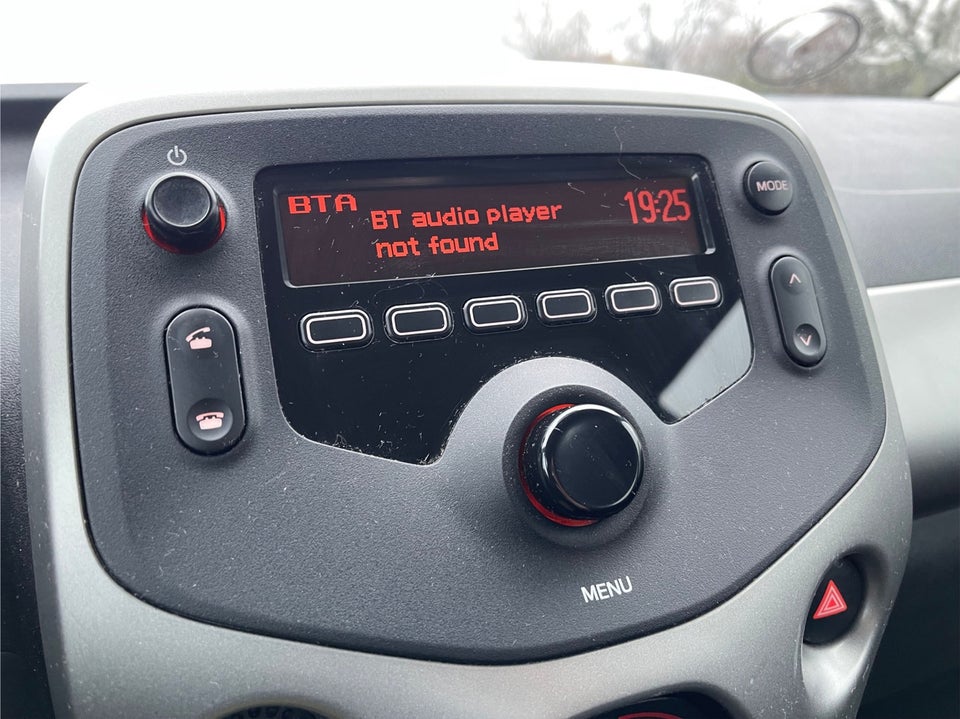 BTA
BT audio player
not found
19:25
MODE
MENU